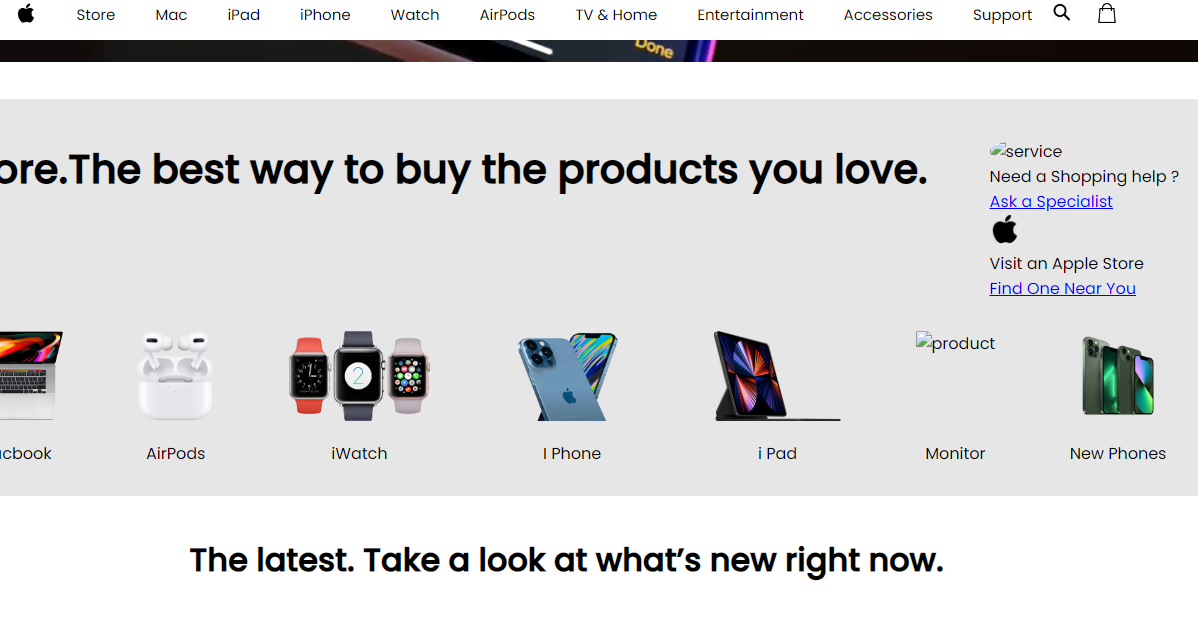 Store Mac iPad iPhone Watch AirPods TV & Home Entertainment Accessories Support
Done
ore.The best way to buy the products you love.
service
Need a Shopping help ?
Ask a Specialist
Visit an Apple Store
Find One Near You
2
product
acbook AirPods iWatch I Phone i Pad Monitor New Phones
The latest. Take a look at what’s new right now.